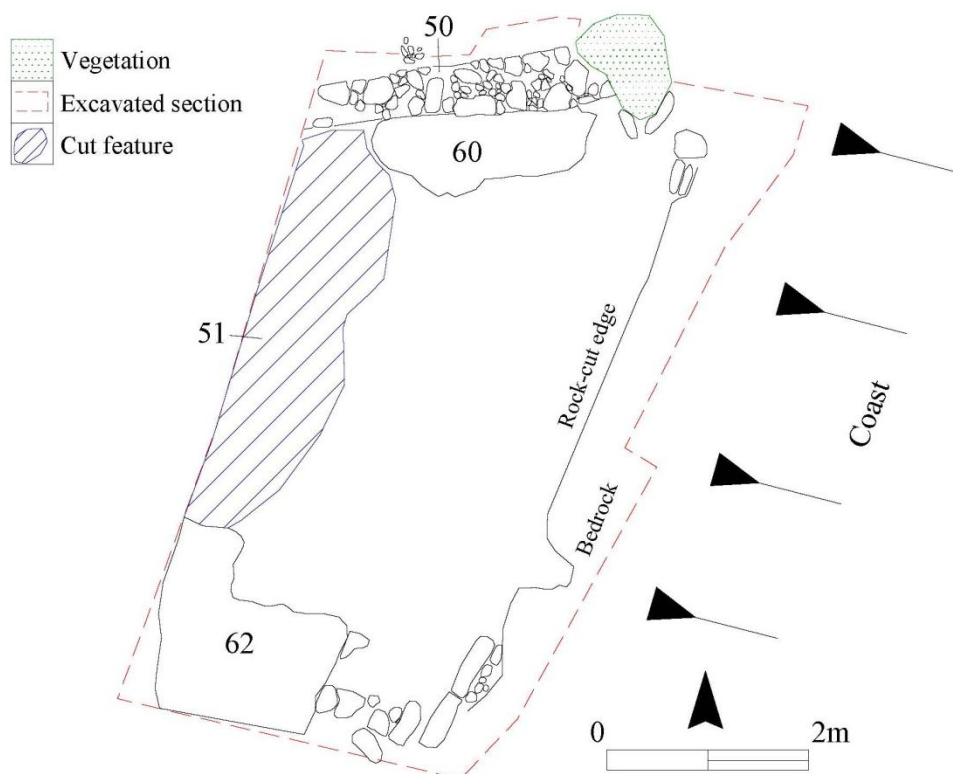 Vegetation
Excavated section
Cut feature
50
60
51
Rock-cut edge
Coast
Bedrock
62
0 2m